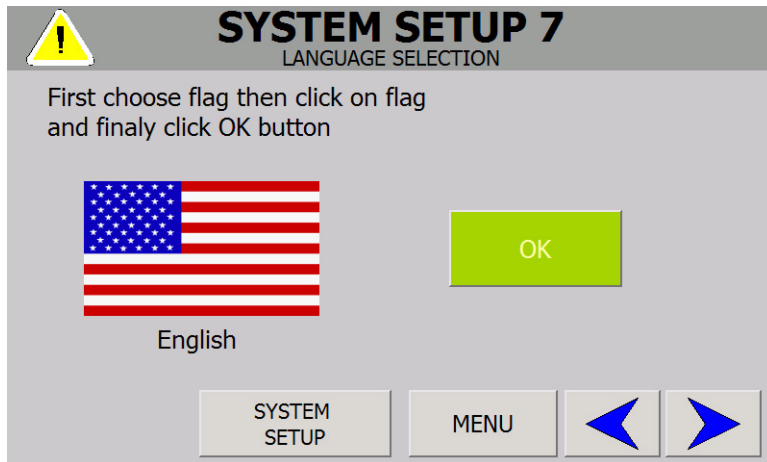 SYSTEM SETUP 7
LANGUAGE SELECTION
First choose flag then click on flag
and finaly click OK button
OK
English
SYSTEM
SETUP
MENU